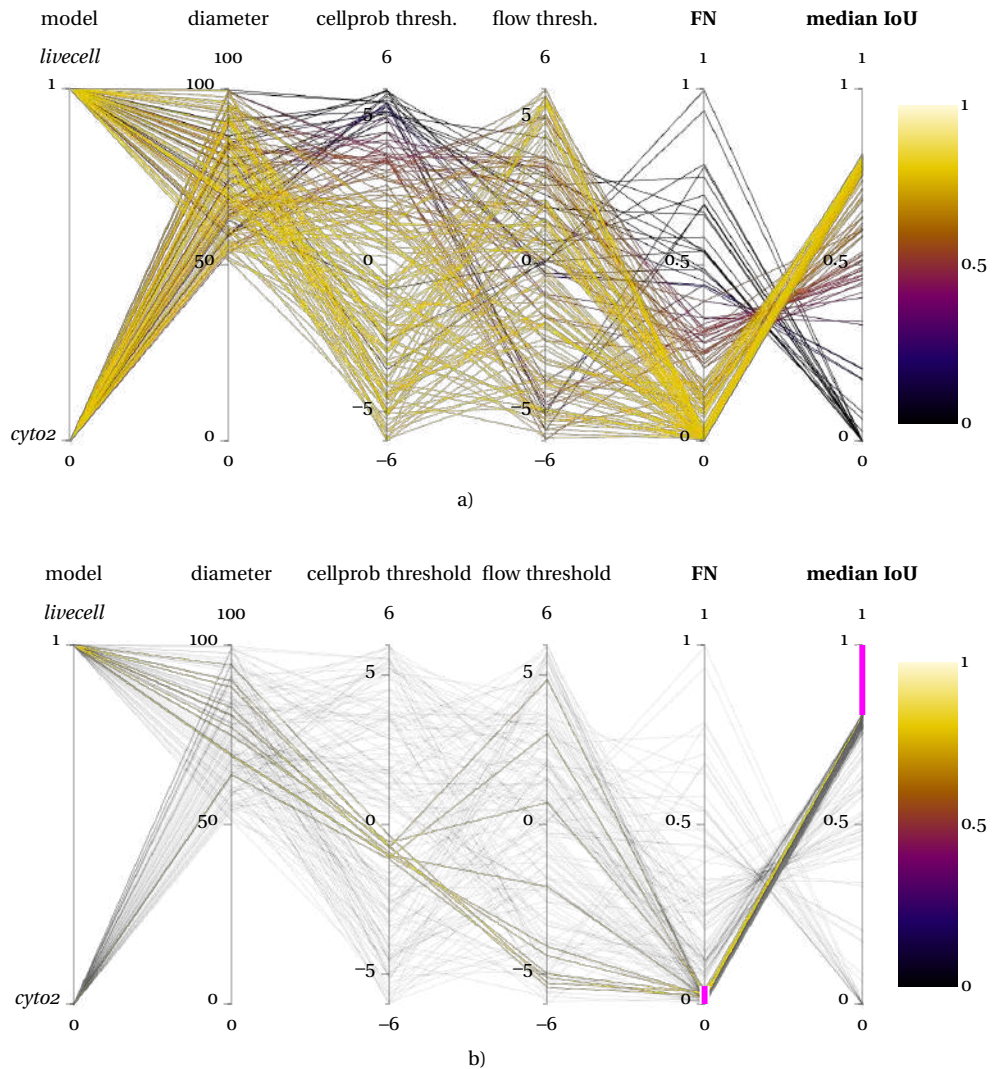 model diameter cellprob thresh. flow thresh. FN median IoU
livecell 100 6 6 1 1
1 100 1 1
5 5
1
50 0 0 0.5 0.5
0.5
−5 −5
cyto2 0 0 0
0
0 0 −6 −6 0 0
a)
model diameter cellprob threshold flow threshold FN median IoU
livecell 100 6 6 1 1
1 100 1 1
5 5
1
50 0 0 0.5 0.5
0.5
−5 −5
cyto2 0 0 0
0
0 0 −6 −6 0 0
b)